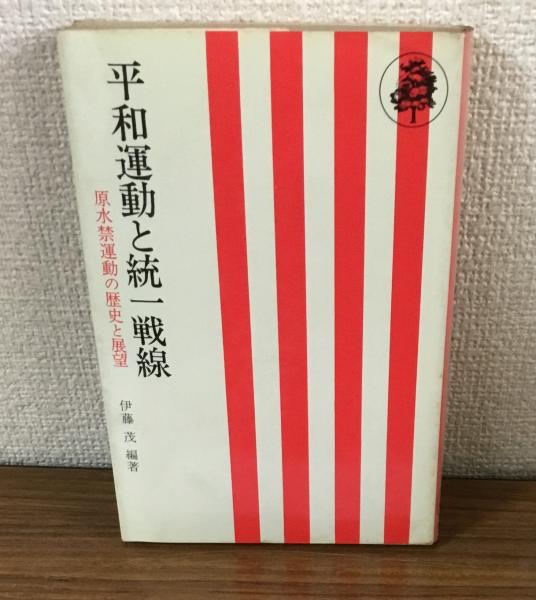 平和運動と統一戦線
原水禁運動の歴史と展望
伊藤 茂 編著